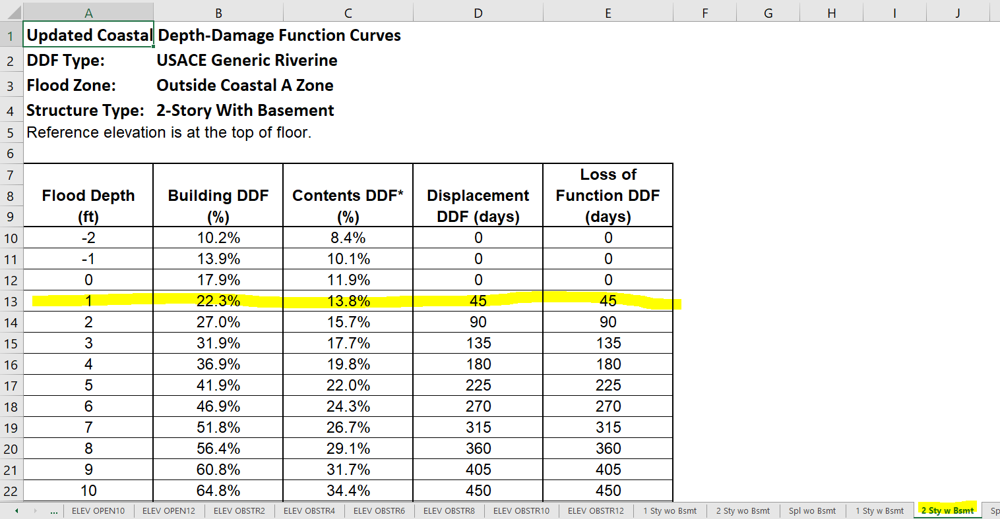 A B C D E F G H I J
1 Updated Coastal Depth-Damage Function Curves
2 DDF Type: USACE Generic Riverine
3 Flood Zone: Outside Coastal A Zone
4 Structure Type: 2-Story With Basement
5 Reference elevation is at the top of floor.
6
7 Loss of
8 Flood Depth Building DDF Contents DDF* Displacement Function DDF
9 (ft) (%) (%) DDF (days) (days)
10 -2 10.2% 8.4% 0 0
11 -1 13.9% 10.1% 0 0
12 0 17.9% 11.9% 0 0
13 1 22.3% 13.8% 45 45
14 2 27.0% 15.7% 90 90
15 3 31.9% 17.7% 135 135
16 4 36.9% 19.8% 180 180
17 5 41.9% 22.0% 225 225
18 6 46.9% 24.3% 270 270
19 7 51.8% 26.7% 315 315
20 8 56.4% 29.1% 360 360
21 9 60.8% 31.7% 405 405
22 10 64.8% 34.4% 450 450
... ELEV OPEN10 ELEV OPEN12 ELEV OBSTR2 ELEV OBSTR4 ELEV OBSTR6 ELEV OBSTR8 ELEV OBSTR10 ELEV OBSTR12 1 Sty wo Bsmt 2 Sty wo Bsmt Spl wo Bsmt 1 Sty w Bsmt 2 Sty w Bsmt Sp